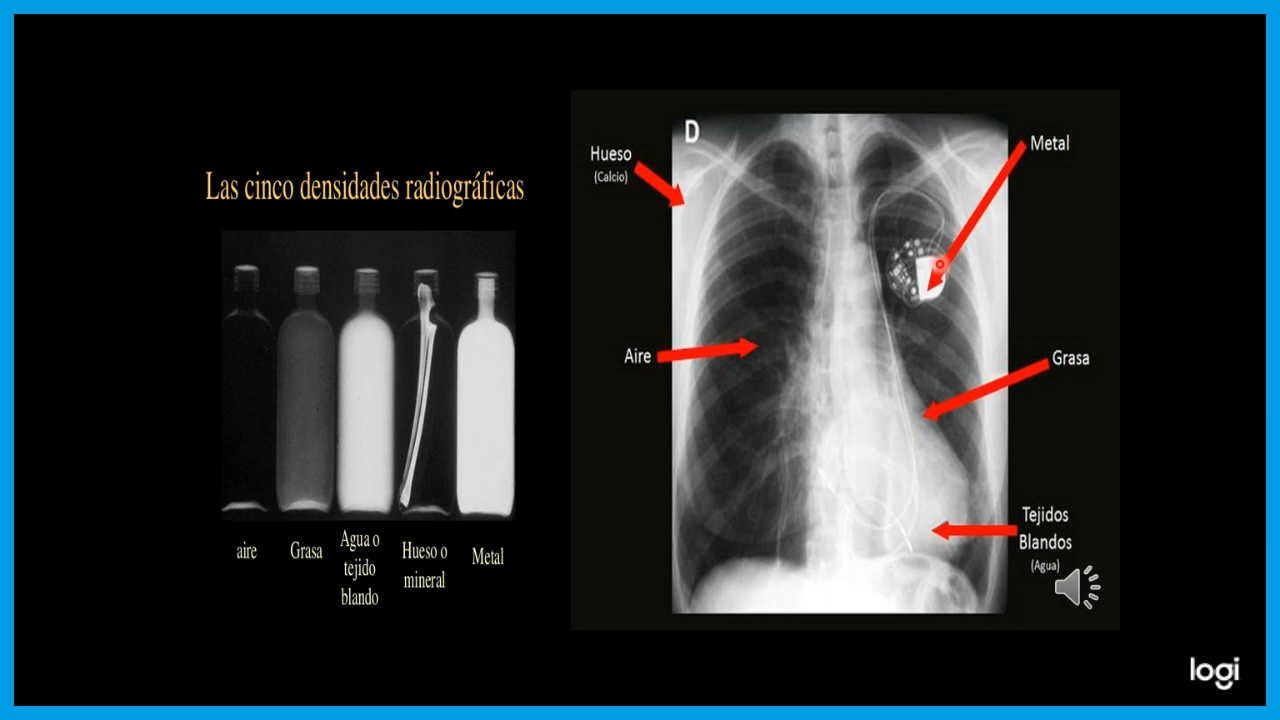 Las cinco densidades radiográficas
aire
Grasa
Agua o
tejido
blando
Hueso o
mineral
Metal
D
Hueso
(Calcio)
Metal
Aire
Grasa
Tejidos
Blandos
(Agua)
logi